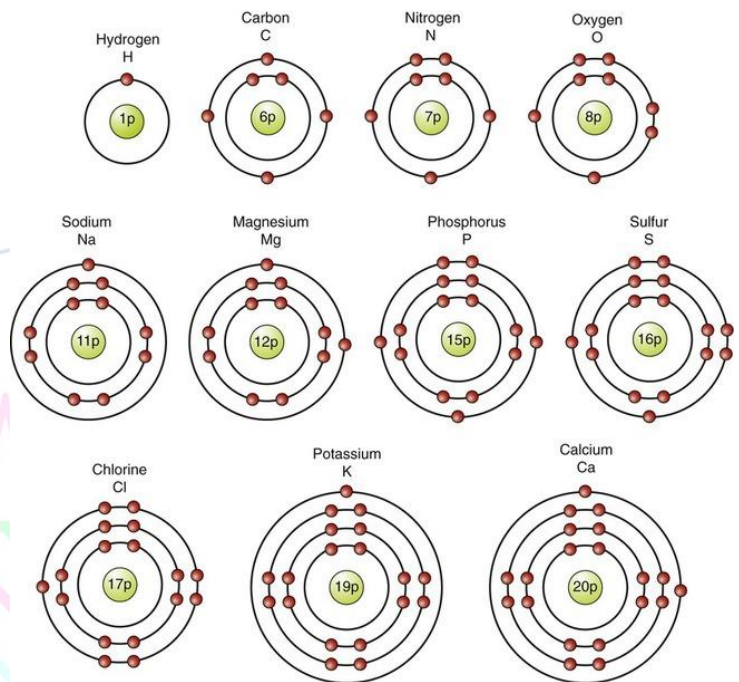 Hydrogen
H
Carbon
C
Nitrogen
N
Oxygen
O
1p
6p
7p
8p
Sodium
Na
Magnesium
Mg
Phosphorus
P
Sulfur
S
11p
12p
15p
16p
Chlorine
Cl
Potassium
K
Calcium
Ca
17p
19p
20p